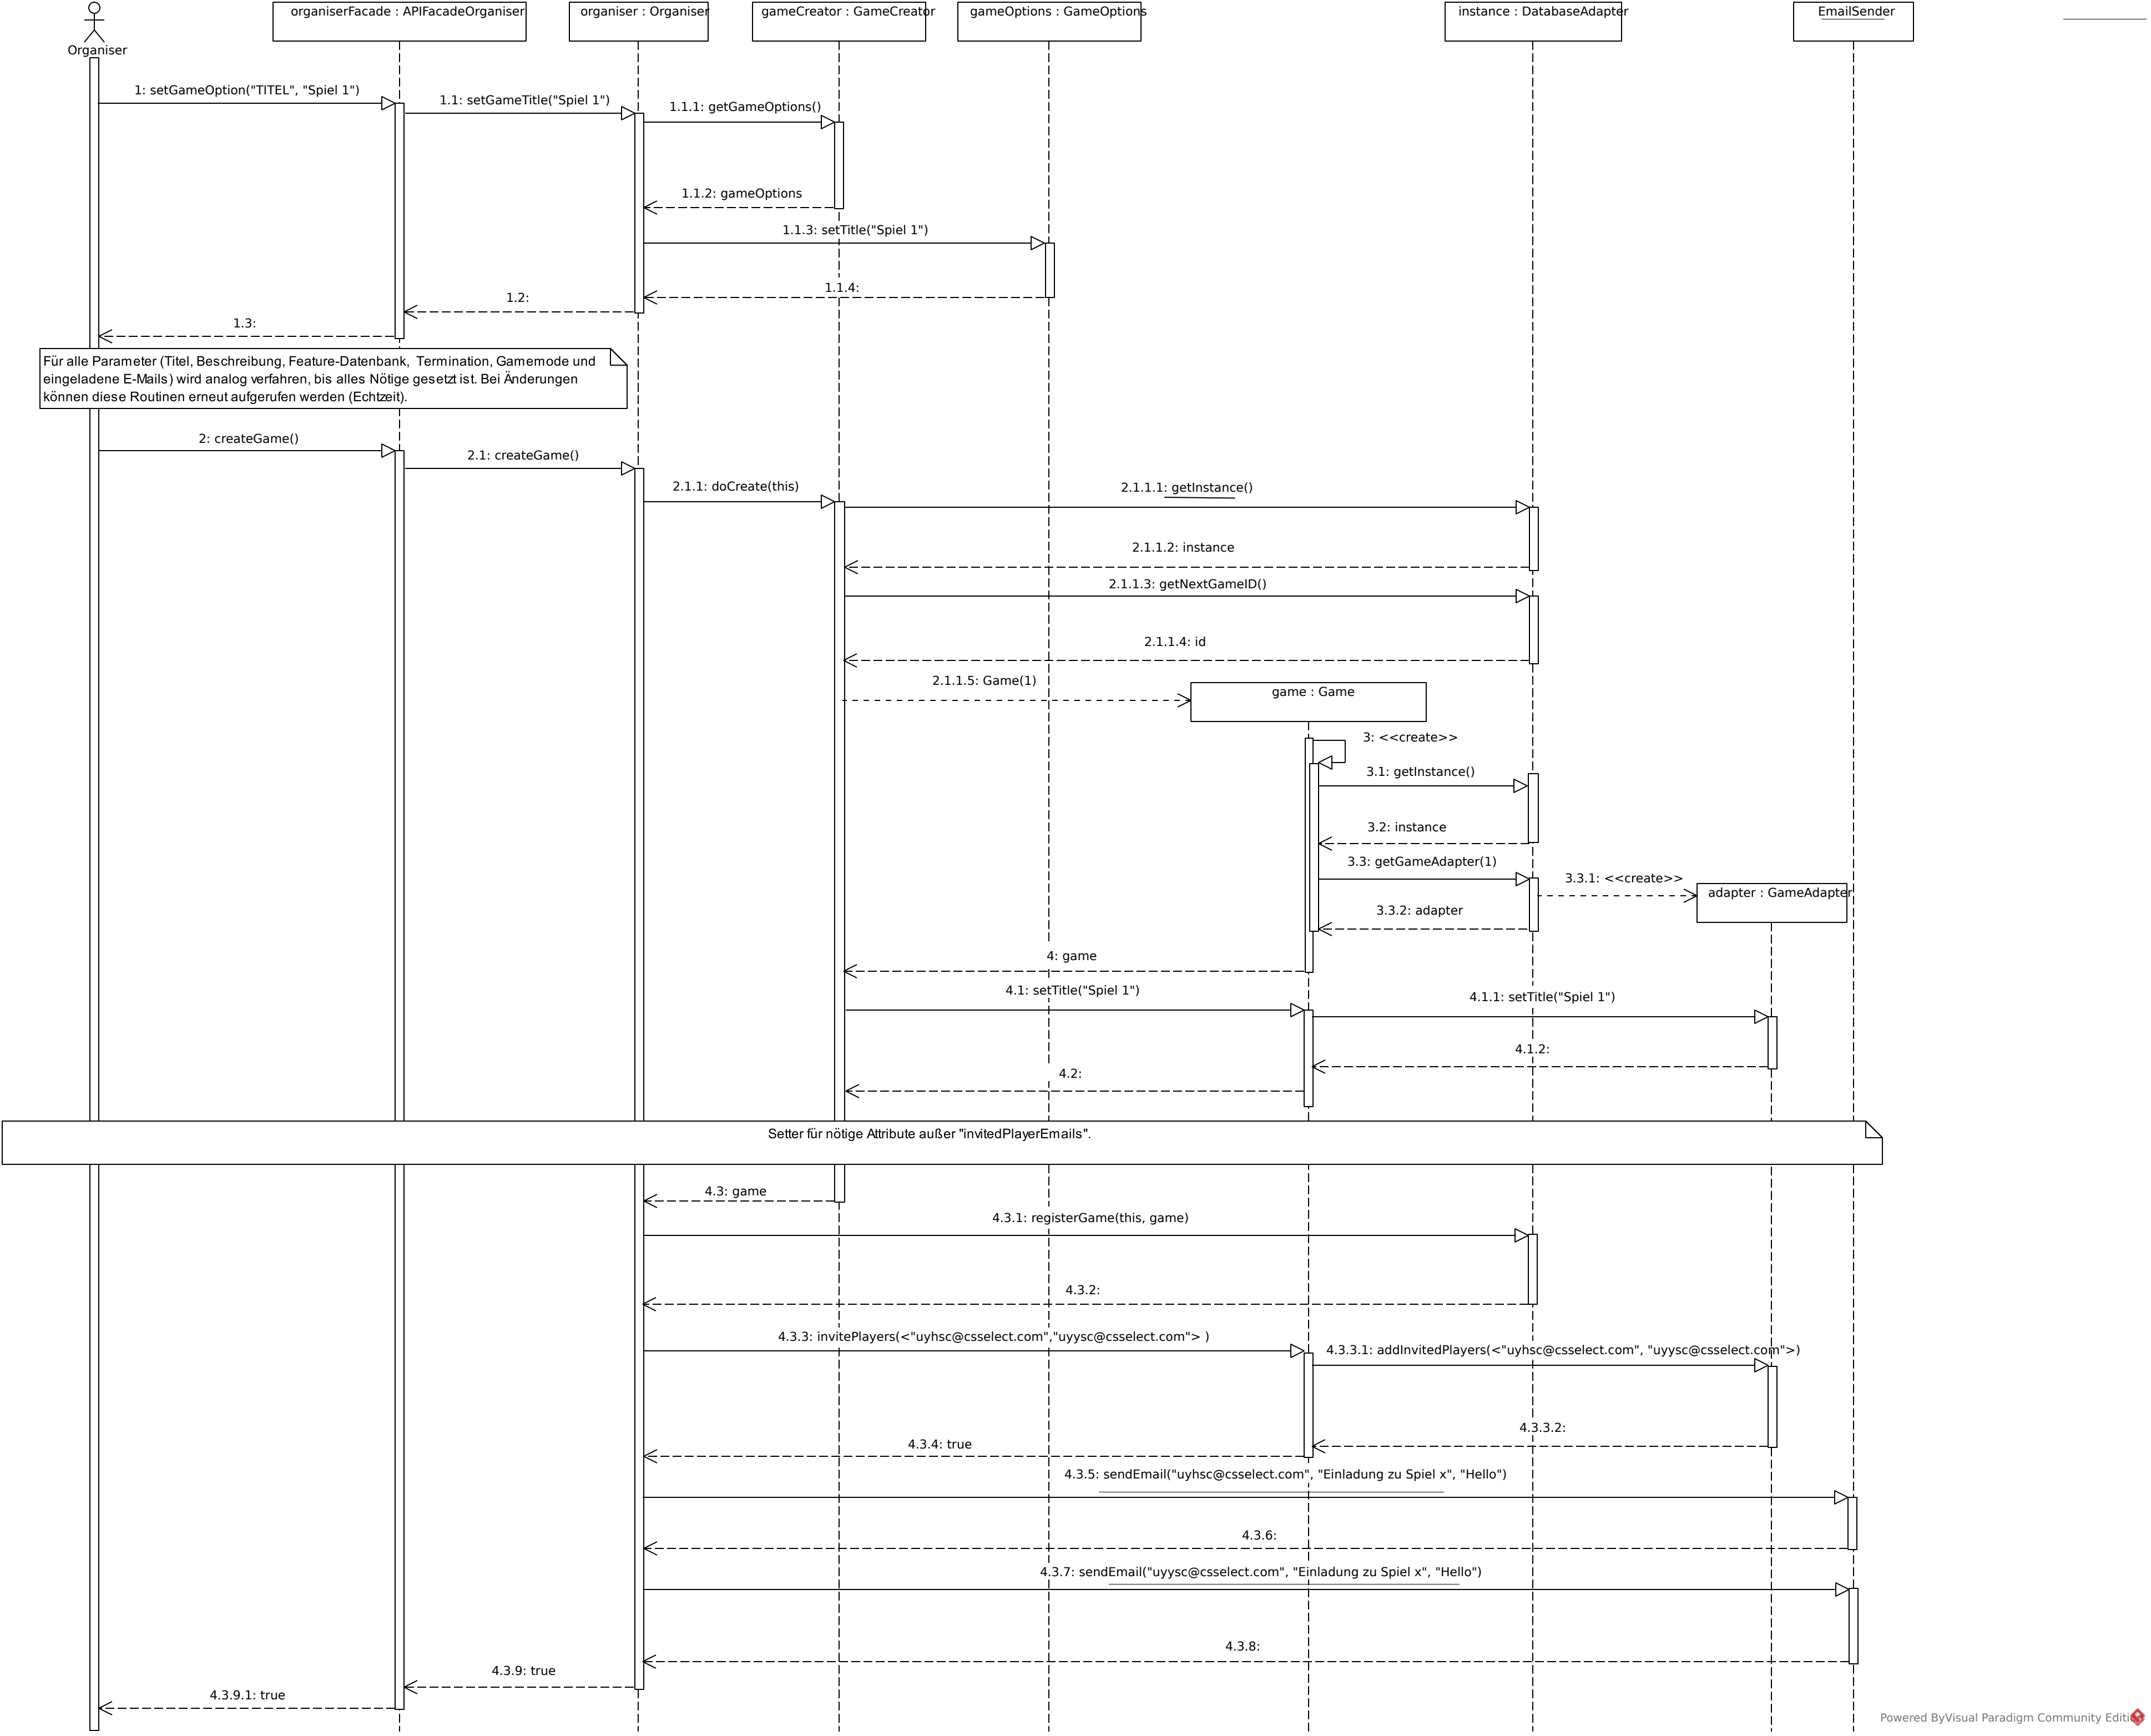 Organiser
organiserFacade : APIFacadeOrganiser
organiser : Organiser
gameCreator : GameCreator
gameOptions : GameOptions
instance : DatabaseAdapter
EmailSender
1: setGameOption("TITEL", "Spiel 1")
1.1: setGameTitle("Spiel 1")
1.1.1: getGameOptions()
1.1.2: gameOptions
1.1.3: setTitle("Spiel 1")
1.1.4:
1.2:
1.3:
Für alle Parameter (Titel, Beschreibung, Feature-Datenbank, Termination, Gamemode und
eingeladene E-Mails) wird analog verfahren, bis alles Nötige gesetzt ist. Bei Änderungen
können diese Routinen erneut aufgerufen werden (Echtzeit).
2: createGame()
2.1: createGame()
2.1.1: doCreate(this)
2.1.1.1: getInstance()
2.1.1.2: instance
2.1.1.3: getNextGameID()
2.1.1.4: id
2.1.1.5: Game(1)
game : Game
3: <<create>>
3.1: getInstance()
3.2: instance
3.3: getGameAdapter(1)
3.3.1: <<create>>
adapter : GameAdapter
3.3.2: adapter
4: game
4.1: setTitle("Spiel 1")
4.1.1: setTitle("Spiel 1")
4.1.2:
4.2:
Setter für nötige Attribute außer "invitedPlayerEmails".
4.3: game
4.3.1: registerGame(this, game)
4.3.2:
4.3.3: invitePlayers(<"uyhsc@csselect.com","uyysc@csselect.com"> )
4.3.3.1: addInvitedPlayers(<"uyhsc@csselect.com", "uyysc@csselect.com">)
4.3.3.2:
4.3.4: true
4.3.5: sendEmail("uyhsc@csselect.com", "Einladung zu Spiel x", "Hello")
4.3.6:
4.3.7: sendEmail("uyysc@csselect.com", "Einladung zu Spiel x", "Hello")
4.3.8:
4.3.9: true
4.3.9.1: true
Powered ByVisual Paradigm Community